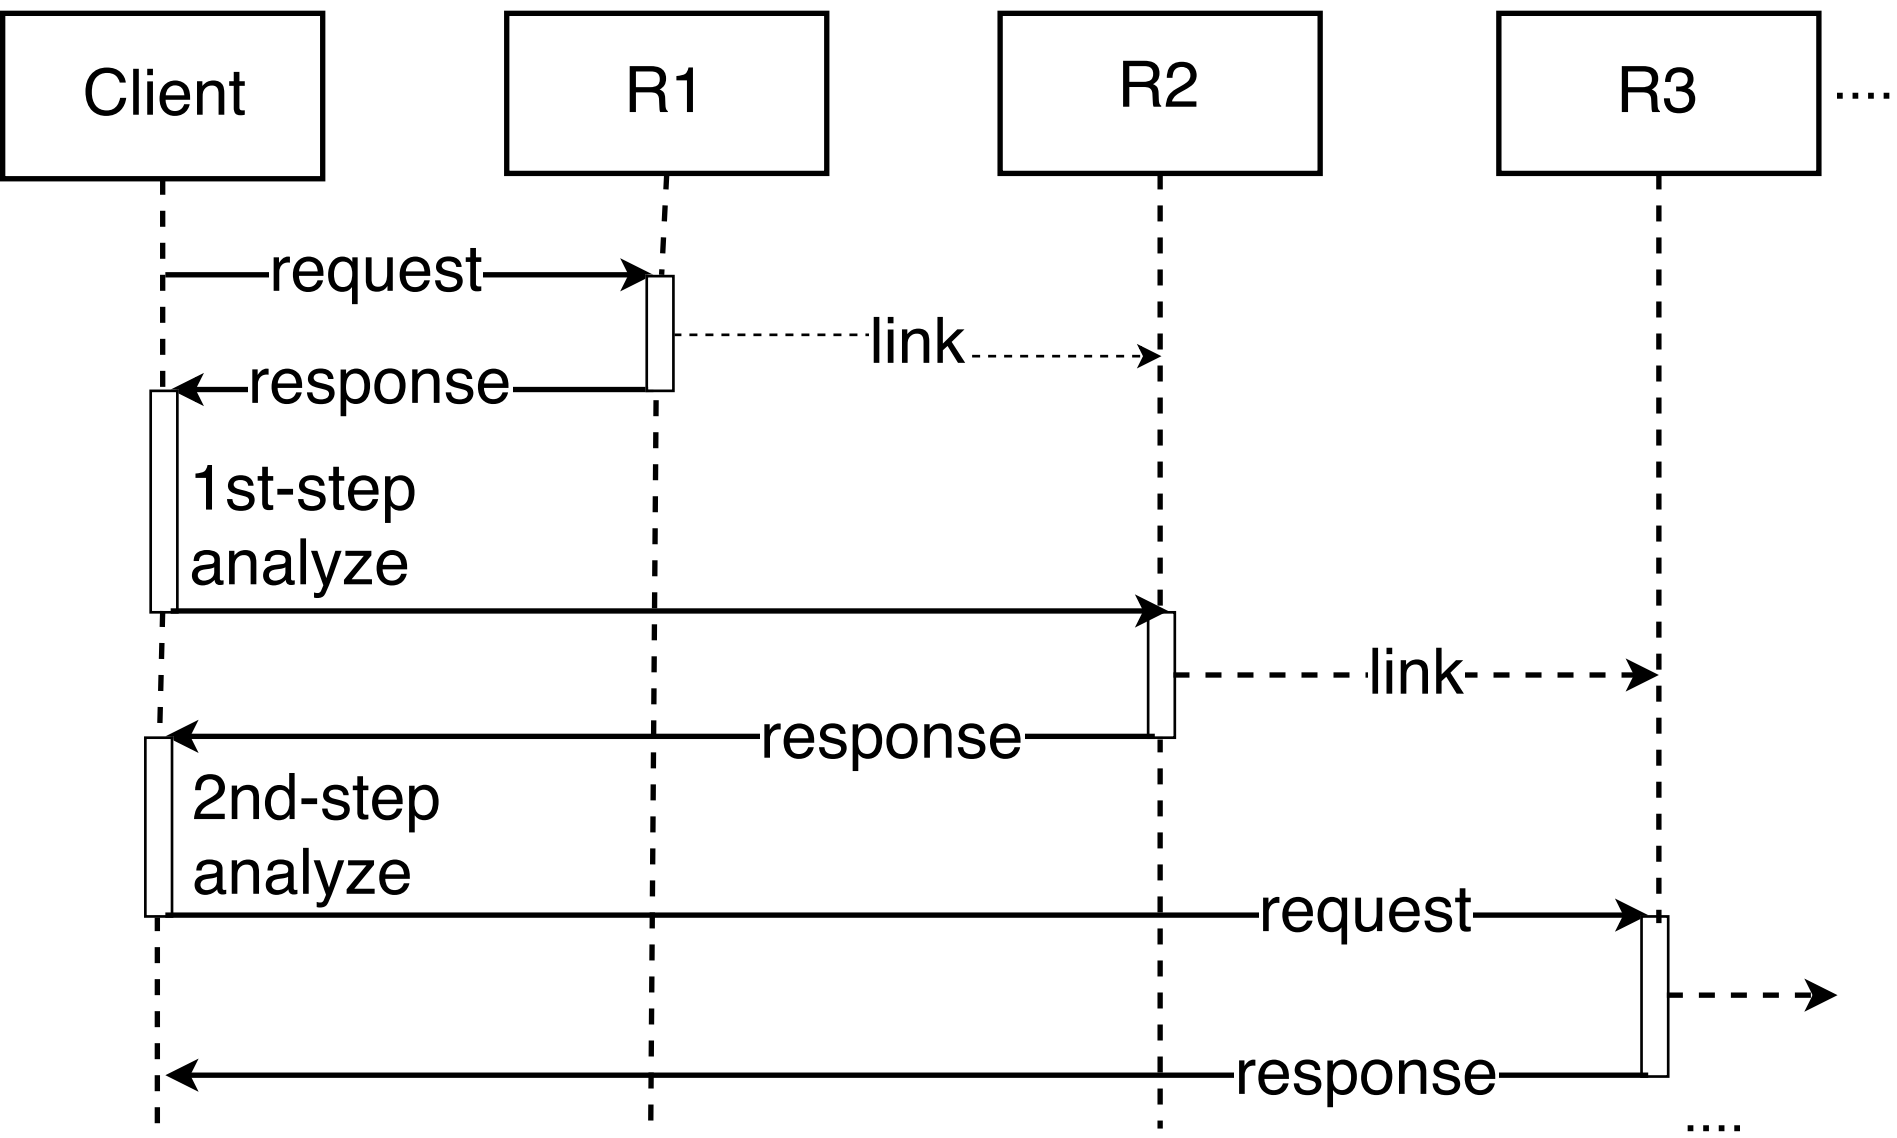 Client
R1
R2
R3
....
request
link
response
1st-step
analyze
link
response
2nd-step
analyze
request
response
....